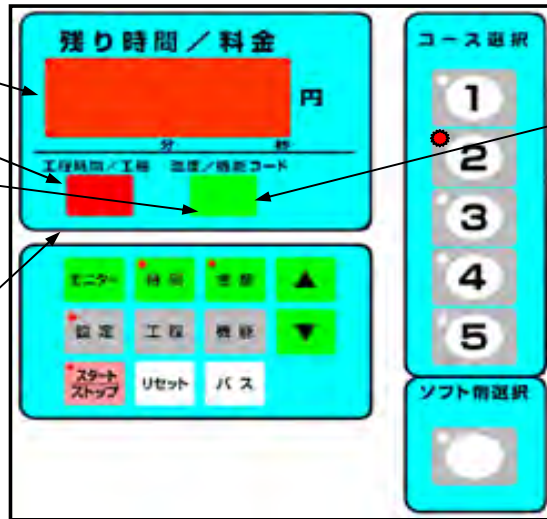 残り時間／料金
円
分 秒
工程時間／工程 温度／機能コード
モニター 時間 温度 ▲
設定 工程 機能 ▼
スタート
ストップ
リセット パス
コース選択
1
2
3
4
5
ソフト剤選択